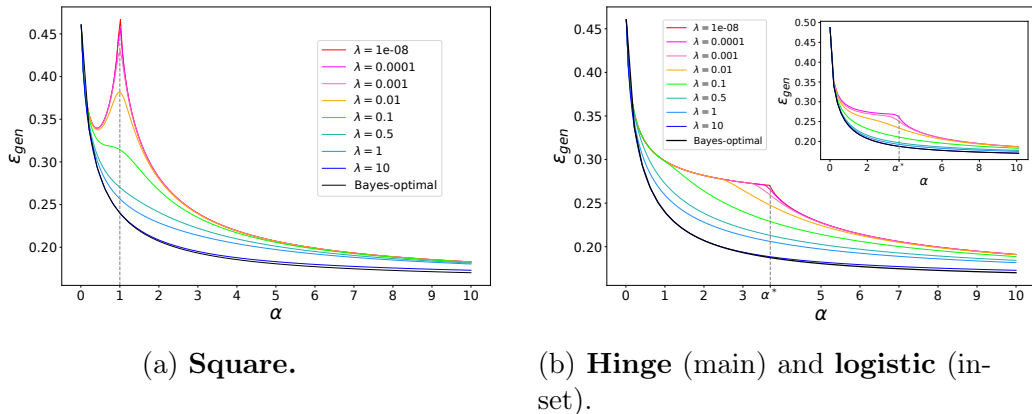 0.45
0.40
0.35
0.30
0.25
0.20
ε_gen
0 1 2 3 4 5 6 7 8 9 10
α
λ = 1e-08
λ = 0.0001
λ = 0.001
λ = 0.01
λ = 0.1
λ = 0.5
λ = 1
λ = 10
Bayes-optimal
(a) Square.
0.45
0.40
0.35
0.30
0.25
0.20
ε_gen
0 1 2 3 α* 5 6 7 8 9 10
α
λ = 1e-08
λ = 0.0001
λ = 0.001
λ = 0.01
λ = 0.1
λ = 0.5
λ = 1
λ = 10
Bayes-optimal
0.50
0.45
0.40
0.35
0.30
0.25
0.20
ε_gen
0 2 α* 6 8 10
α
(b) Hinge (main) and logistic (in-
set).